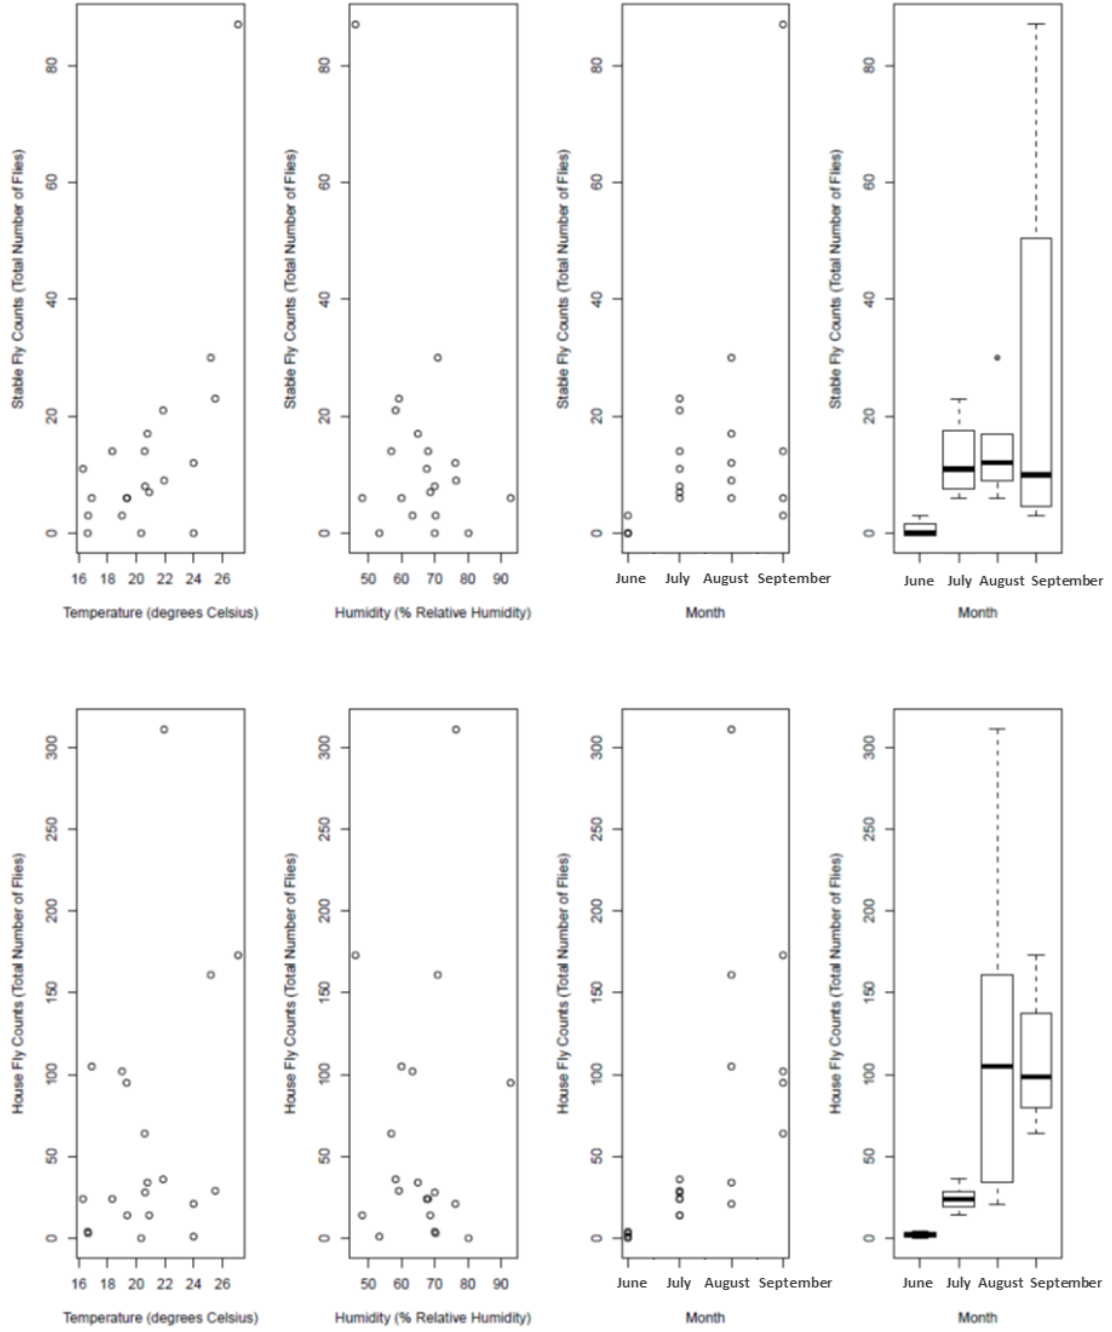 Stable Fly Counts (Total Number of Flies)
0 20 40 60 80
16 18 20 22 24 26
Temperature (degrees Celsius)
Stable Fly Counts (Total Number of Flies)
0 20 40 60 80
50 60 70 80 90
Humidity (% Relative Humidity)
Stable Fly Counts (Total Number of Flies)
0 20 40 60 80
June July August September
Month
Stable Fly Counts (Total Number of Flies)
0 20 40 60 80
June July August September
Month
House Fly Counts (Total Number of Flies)
0 50 100 150 200 250 300
16 18 20 22 24 26
Temperature (degrees Celsius)
House Fly Counts (Total Number of Flies)
0 50 100 150 200 250 300
50 60 70 80 90
Humidity (% Relative Humidity)
House Fly Counts (Total Number of Flies)
0 50 100 150 200 250 300
June July August September
Month
House Fly Counts (Total Number of Flies)
0 50 100 150 200 250 300
June July August September
Month